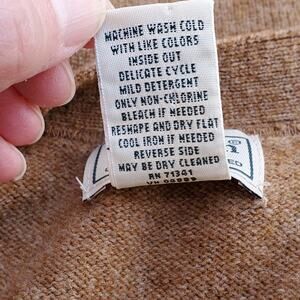 MACHINE WASH COLD
WITH LIKE COLORS
INSIDE OUT
DELICATE CYCLE
MILD DETERGENT
ONLY NON-CHLORINE
BLEACH IF NEEDED
RESHAPE AND DRY FLAT
COOL IRON IF NEEDED
REVERSE SIDE
MAY BE DRY CLEANED
RN 71341